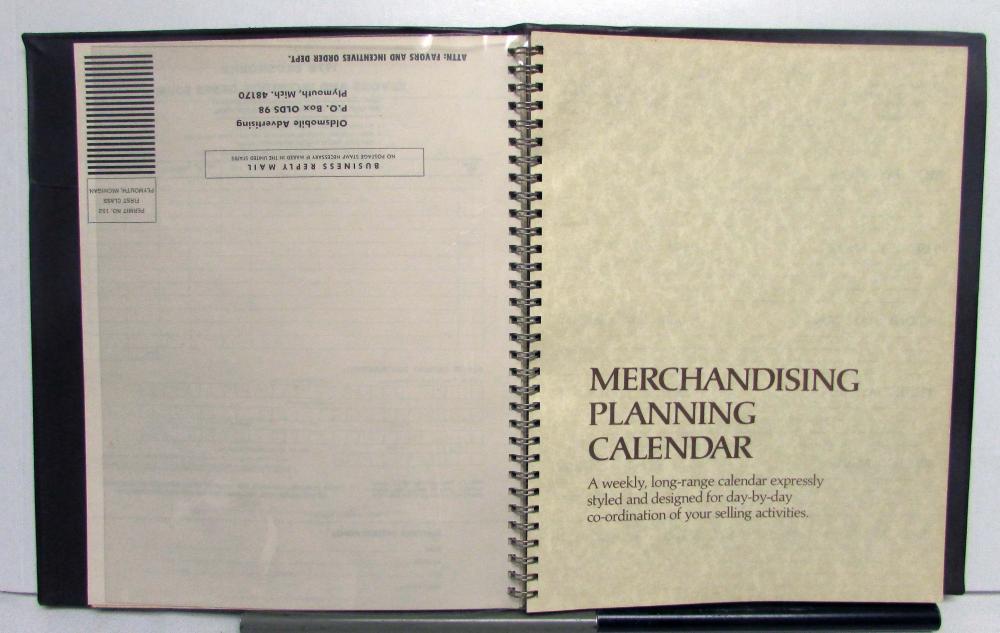 ATTN: FAVORS AND INCENTIVES ORDER DEPT.
Oldsmobile Advertising
P.O. Box OLDS 98
Plymouth, Mich. 48170
BUSINESS REPLY MAIL
NO POSTAGE STAMP NECESSARY IF MAILED IN THE UNITED STATES
PERMIT NO. 152
FIRST CLASS
PLYMOUTH, MICHIGAN
MERCHANDISING
PLANNING
CALENDAR
A weekly, long-range calendar expressly
styled and designed for day-by-day
co-ordination of your selling activities.